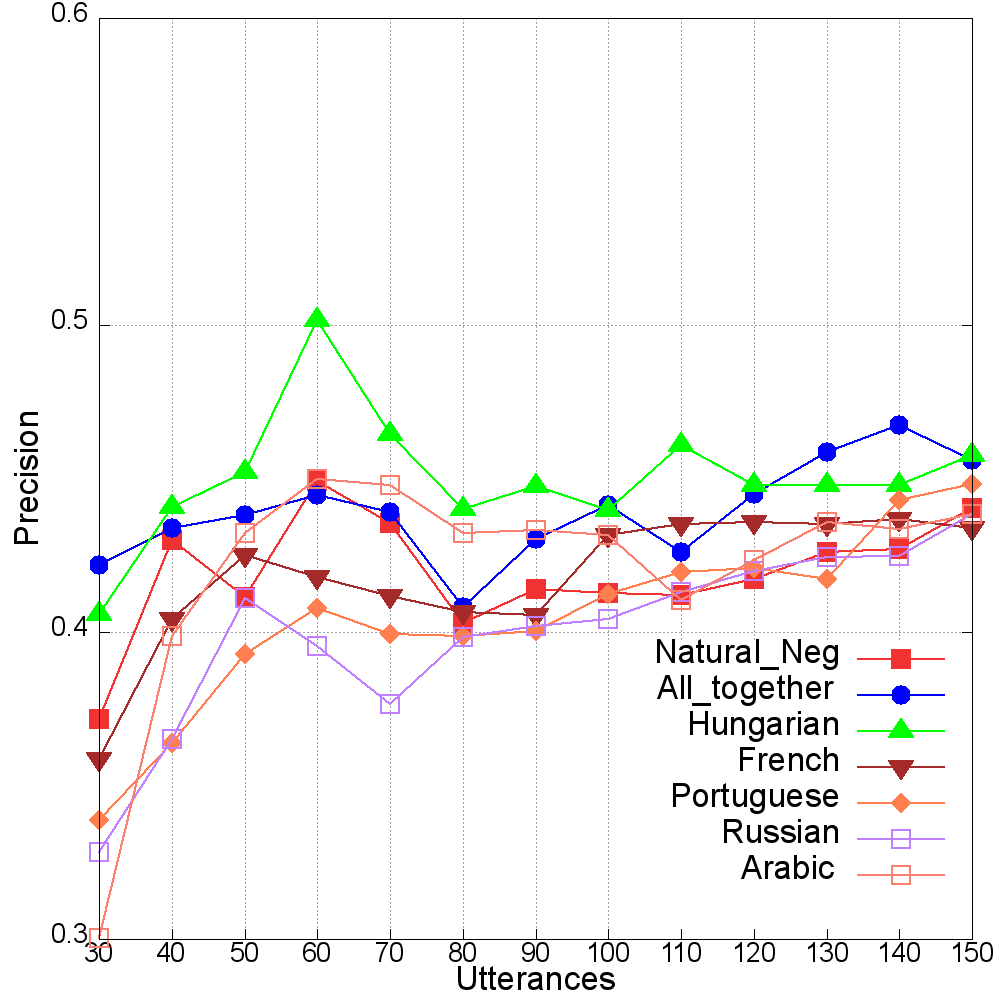 0.6
0.5
0.4
0.3
Precision
Natural_Neg
All_together
Hungarian
French
Portuguese
Russian
Arabic
30 40 50 60 70 80 90 100 110 120 130 140 150
Utterances